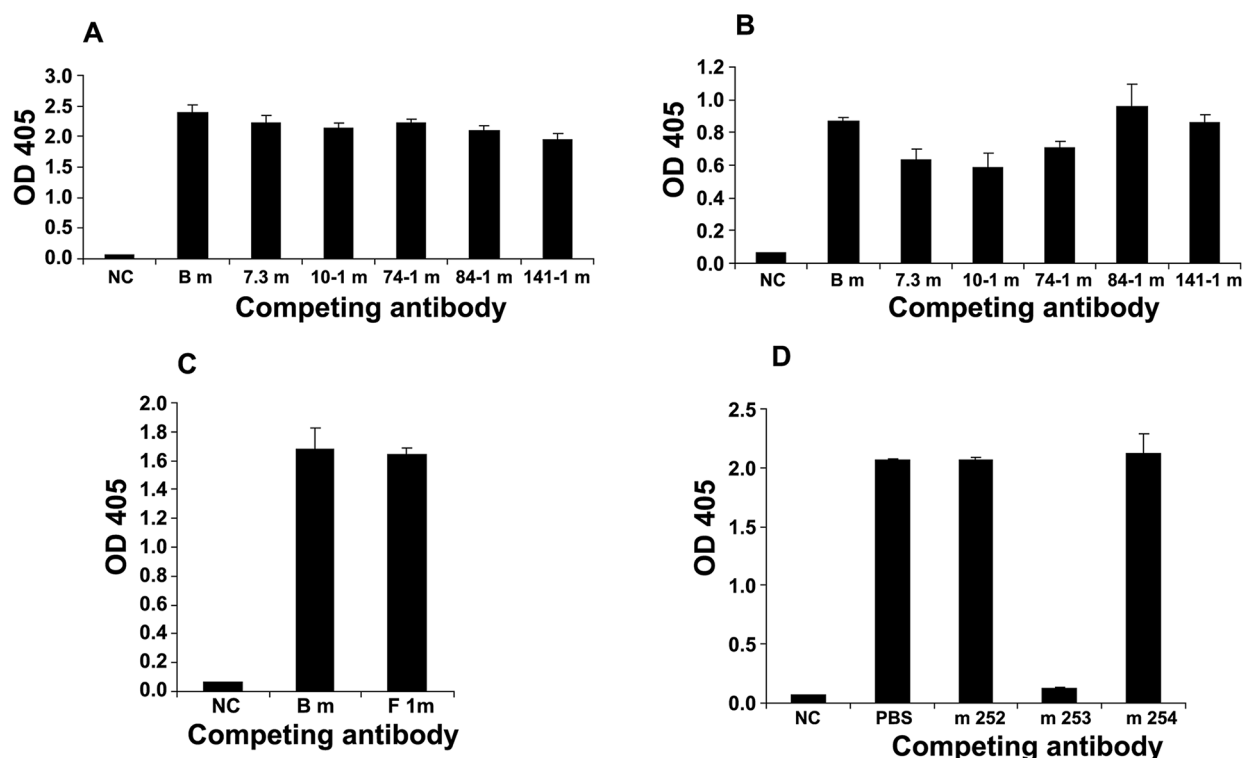 A
3.0
2.5
2.0
1.5
1.0
0.5
0.0
OD 405
NC B m 7.3 m 10-1 m 74-1 m 84-1 m 141-1 m
Competing antibody
B
1.2
1.0
0.8
0.6
0.4
0.2
0.0
OD 405
NC B m 7.3 m 10-1 m 74-1 m 84-1 m 141-1 m
Competing antibody
C
2.0
1.8
1.6
1.4
1.2
1.0
0.8
0.6
0.4
0.2
0.0
OD 405
NC B m F 1m
Competing antibody
D
2.5
2.0
1.5
1.0
0.5
0.0
OD 405
NC PBS m 252 m 253 m 254
Competing antibody